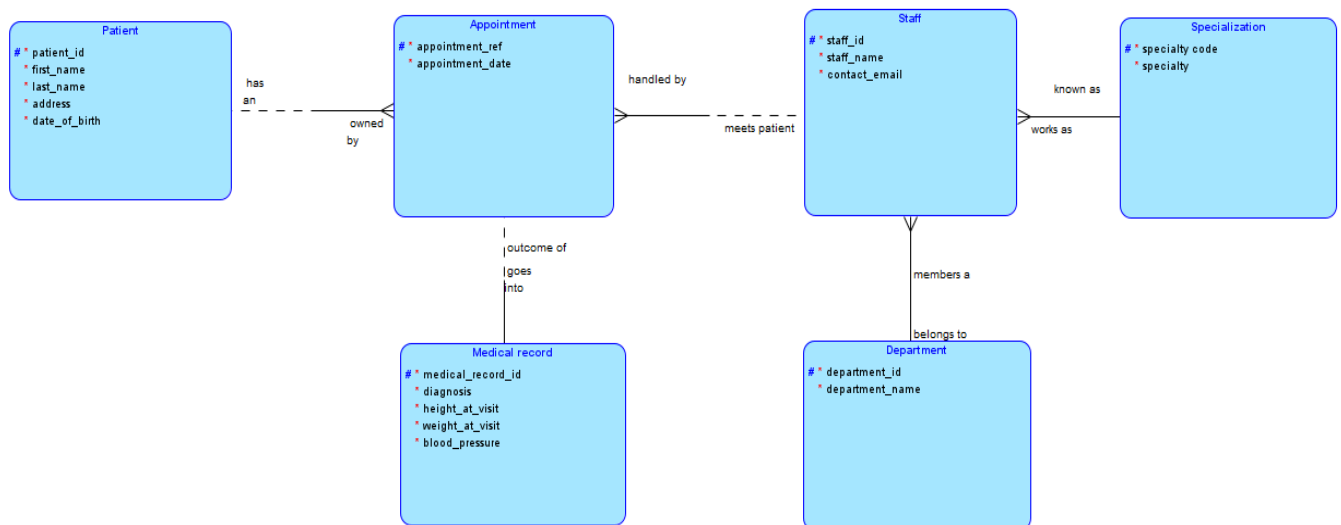 Patient
# * patient_id
* first_name
* last_name
* address
* date_of_birth
has
an
owned
by
Appointment
# * appointment_ref
* appointment_date
handled by
meets patient
Staff
# * staff_id
* staff_name
* contact_email
known as
works as
Specialization
# * specialty code
* specialty
outcome of
goes
into
members a
belongs to
Medical record
# * medical_record_id
* diagnosis
* height_at_visit
* weight_at_visit
* blood_pressure
Department
# * department_id
* department_name